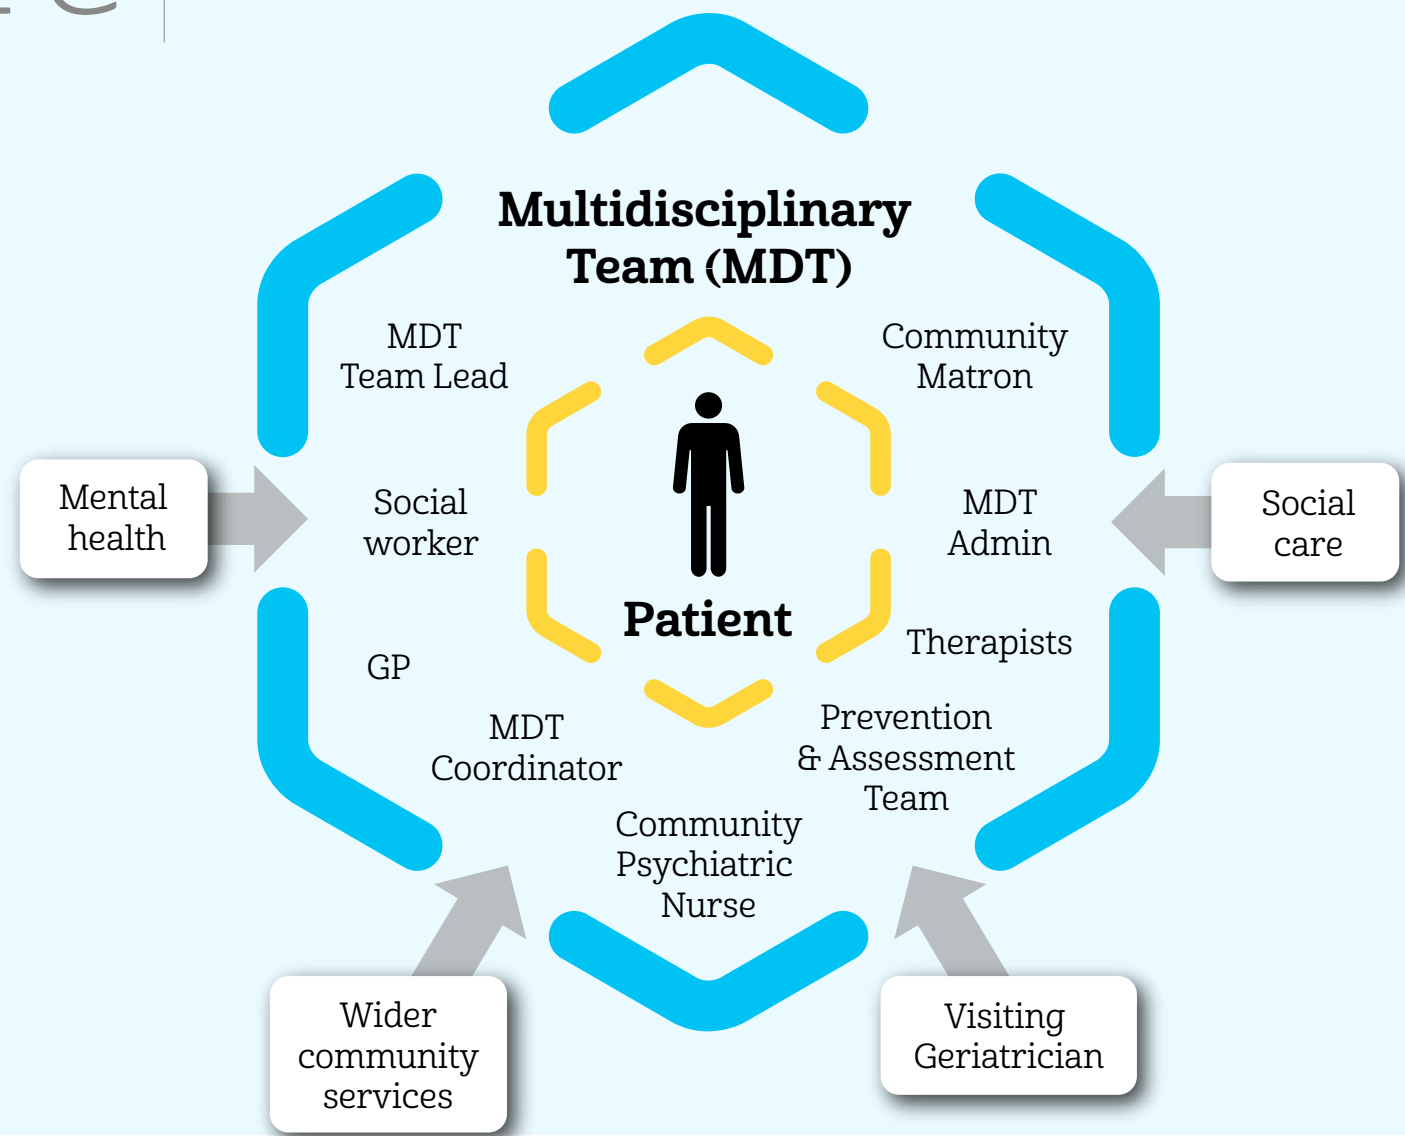 Multidisciplinary
Team (MDT)
MDT
Team Lead
Community
Matron
Mental
health
Social
worker
MDT
Admin
Social
care
Patient
GP
Therapists
MDT
Coordinator
Prevention
& Assessment
Team
Community
Psychiatric
Nurse
Wider
community
services
Visiting
Geriatrician